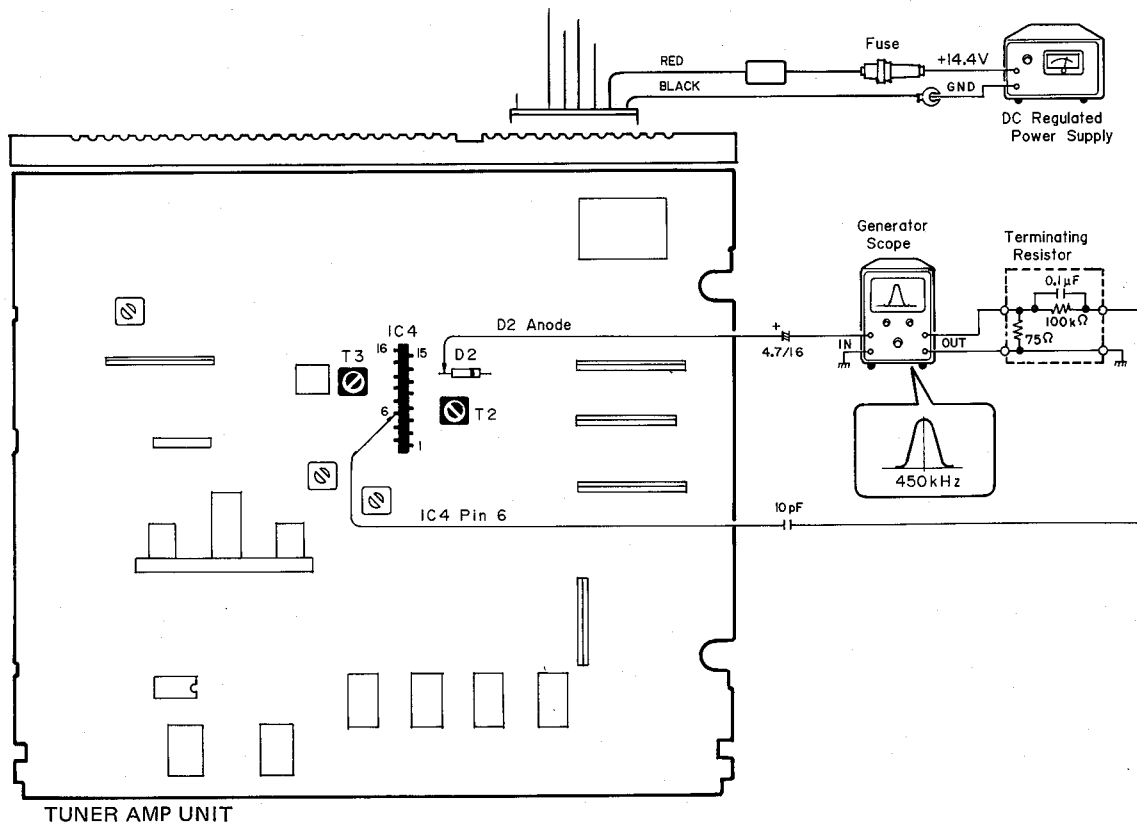 RED
Fuse
+14.4V
BLACK
GND
DC Regulated
Power Supply
Generator
Scope
Terminating
Resistor
0.1µF
100kΩ
75Ω
IC4
D2 Anode
+
4.7/16
IN
OUT
16
15
D2
T3
T2
6
1
450kHz
IC4 Pin 6
10pF
TUNER AMP UNIT